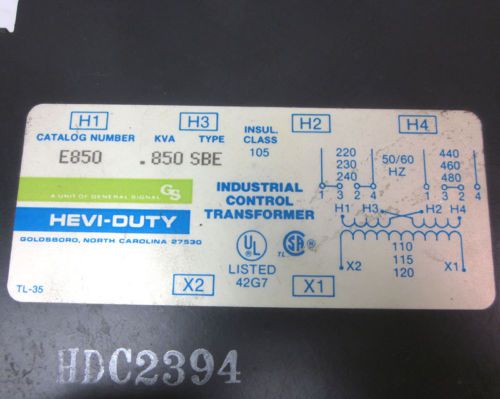 H1 H3 H2 H4
CATALOG NUMBER KVA TYPE INSUL. CLASS
E850 .850 SBE 105
220 440
230 50/60 460
240 HZ 480
1 3 2 4 1 3 2 4
GS
A UNIT OF GENERAL SIGNAL
INDUSTRIAL
CONTROL
TRANSFORMER
HEVI-DUTY
GOLDSBORO, NORTH CAROLINA 27530
H1 H3 H2 H4
UL SA
TL
LISTED
42G7
110
115
120
X2 X1
TL-35
X2 X1
HDC2394